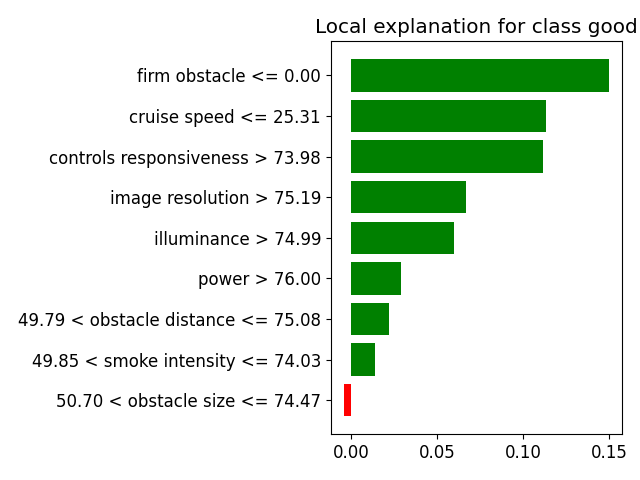 Local explanation for class good
firm obstacle <= 0.00
cruise speed <= 25.31
controls responsiveness > 73.98
image resolution > 75.19
illuminance > 74.99
power > 76.00
49.79 < obstacle distance <= 75.08
49.85 < smoke intensity <= 74.03
50.70 < obstacle size <= 74.47
0.00 0.05 0.10 0.15